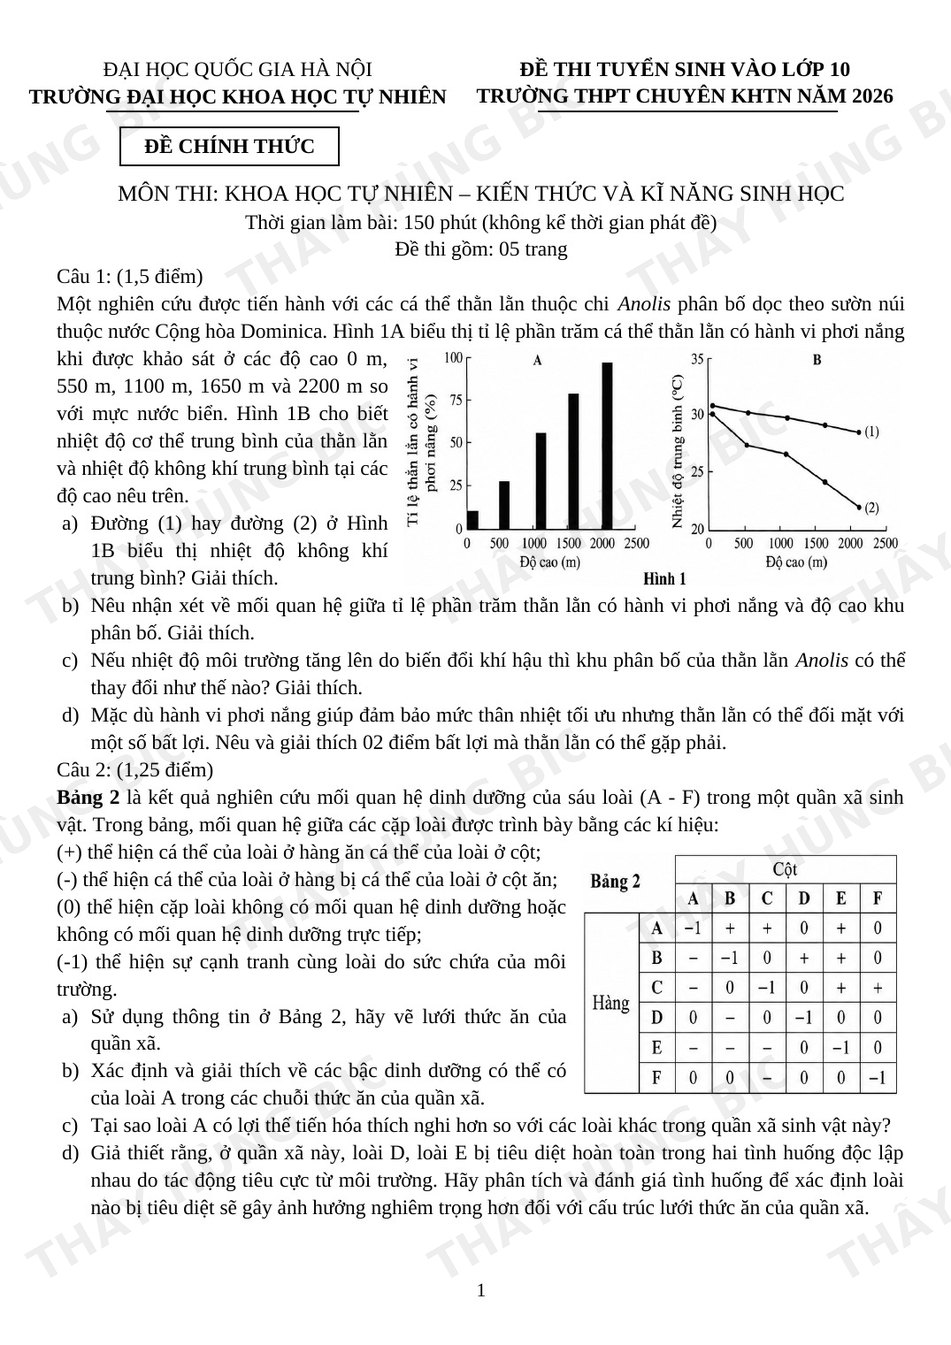 ĐẠI HỌC QUỐC GIA HÀ NỘI
TRƯỜNG ĐẠI HỌC KHOA HỌC TỰ NHIÊN
ĐỀ THI TUYỂN SINH VÀO LỚP 10
TRƯỜNG THPT CHUYÊN KHTN NĂM 2026
ĐỀ CHÍNH THỨC
MÔN THI: KHOA HỌC TỰ NHIÊN – KIẾN THỨC VÀ KĨ NĂNG SINH HỌC
Thời gian làm bài: 150 phút (không kể thời gian phát đề)
Đề thi gồm: 05 trang
Câu 1: (1,5 điểm)
Một nghiên cứu được tiến hành với các cá thể thằn lằn thuộc chi Anolis phân bố dọc theo sườn núi
thuộc nước Cộng hòa Dominica. Hình 1A biểu thị tỉ lệ phần trăm cá thể thằn lằn có hành vi phơi nắng
khi được khảo sát ở các độ cao 0 m,
550 m, 1100 m, 1650 m và 2200 m so
với mực nước biển. Hình 1B cho biết
nhiệt độ cơ thể trung bình của thằn lằn
và nhiệt độ không khí trung bình tại các
độ cao nêu trên.
a) Đường (1) hay đường (2) ở Hình
1B biểu thị nhiệt độ không khí
trung bình? Giải thích.
Tỉ lệ thằn lằn có hành vi
phơi nắng (%)
100
75
50
25
0
A
0 500 1000 1500 2000 2500
Độ cao (m)
Nhiệt độ trung bình (°C)
35
30
25
20
B
(1)
(2)
0 500 1000 1500 2000 2500
Độ cao (m)
Hình 1
b) Nêu nhận xét về mối quan hệ giữa tỉ lệ phần trăm thằn lằn có hành vi phơi nắng và độ cao khu
phân bố. Giải thích.
c) Nếu nhiệt độ môi trường tăng lên do biến đổi khí hậu thì khu phân bố của thằn lằn Anolis có thể
thay đổi như thế nào? Giải thích.
d) Mặc dù hành vi phơi nắng giúp đảm bảo mức thân nhiệt tối ưu nhưng thằn lằn có thể đối mặt với
một số bất lợi. Nêu và giải thích 02 điểm bất lợi mà thằn lằn có thể gặp phải.
Câu 2: (1,25 điểm)
Bảng 2 là kết quả nghiên cứu mối quan hệ dinh dưỡng của sáu loài (A - F) trong một quần xã sinh
vật. Trong bảng, mối quan hệ giữa các cặp loài được trình bày bằng các kí hiệu:
(+) thể hiện cá thể của loài ở hàng ăn cá thể của loài ở cột;
(-) thể hiện cá thể của loài ở hàng bị cá thể của loài ở cột ăn;
(0) thể hiện cặp loài không có mối quan hệ dinh dưỡng hoặc
không có mối quan hệ dinh dưỡng trực tiếp;
(-1) thể hiện sự cạnh tranh cùng loài do sức chứa của môi
trường.
a) Sử dụng thông tin ở Bảng 2, hãy vẽ lưới thức ăn của
quần xã.
b) Xác định và giải thích về các bậc dinh dưỡng có thể có
của loài A trong các chuỗi thức ăn của quần xã.
Bảng 2
Cột
A B C D E F
Hàng
A −1 + + 0 + 0
B − −1 0 + + 0
C − 0 −1 0 + +
D 0 − 0 −1 0 0
E − − − 0 −1 0
F 0 0 − 0 0 −1
c) Tại sao loài A có lợi thế tiến hóa thích nghi hơn so với các loài khác trong quần xã sinh vật này?
d) Giả thiết rằng, ở quần xã này, loài D, loài E bị tiêu diệt hoàn toàn trong hai tình huống độc lập
nhau do tác động tiêu cực từ môi trường. Hãy phân tích và đánh giá tình huống để xác định loài
nào bị tiêu diệt sẽ gây ảnh hưởng nghiêm trọng hơn đối với cấu trúc lưới thức ăn của quần xã.
1
THẦY HÙNG BIC